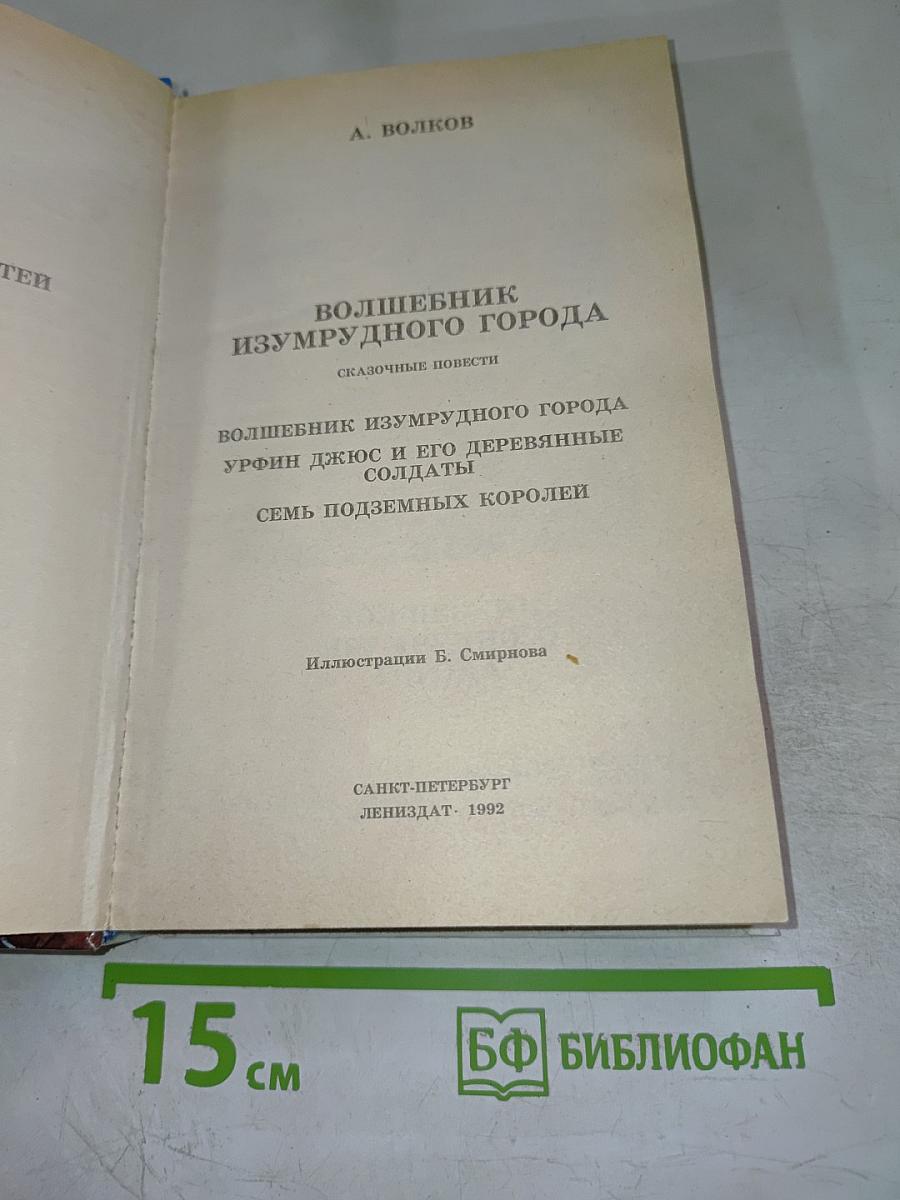 ТЕЙ
А. ВОЛКОВ
ВОЛШЕБНИК
ИЗУМРУДНОГО ГОРОДА
СКАЗОЧНЫЕ ПОВЕСТИ
ВОЛШЕБНИК ИЗУМРУДНОГО ГОРОДА
УРФИН ДЖЮС И ЕГО ДЕРЕВЯННЫЕ
СОЛДАТЫ
СЕМЬ ПОДЗЕМНЫХ КОРОЛЕЙ
Иллюстрации Б. Смирнова
САНКТ-ПЕТЕРБУРГ
ЛЕНИЗДАТ· 1992
15 см
БФ БИБЛИОФАН